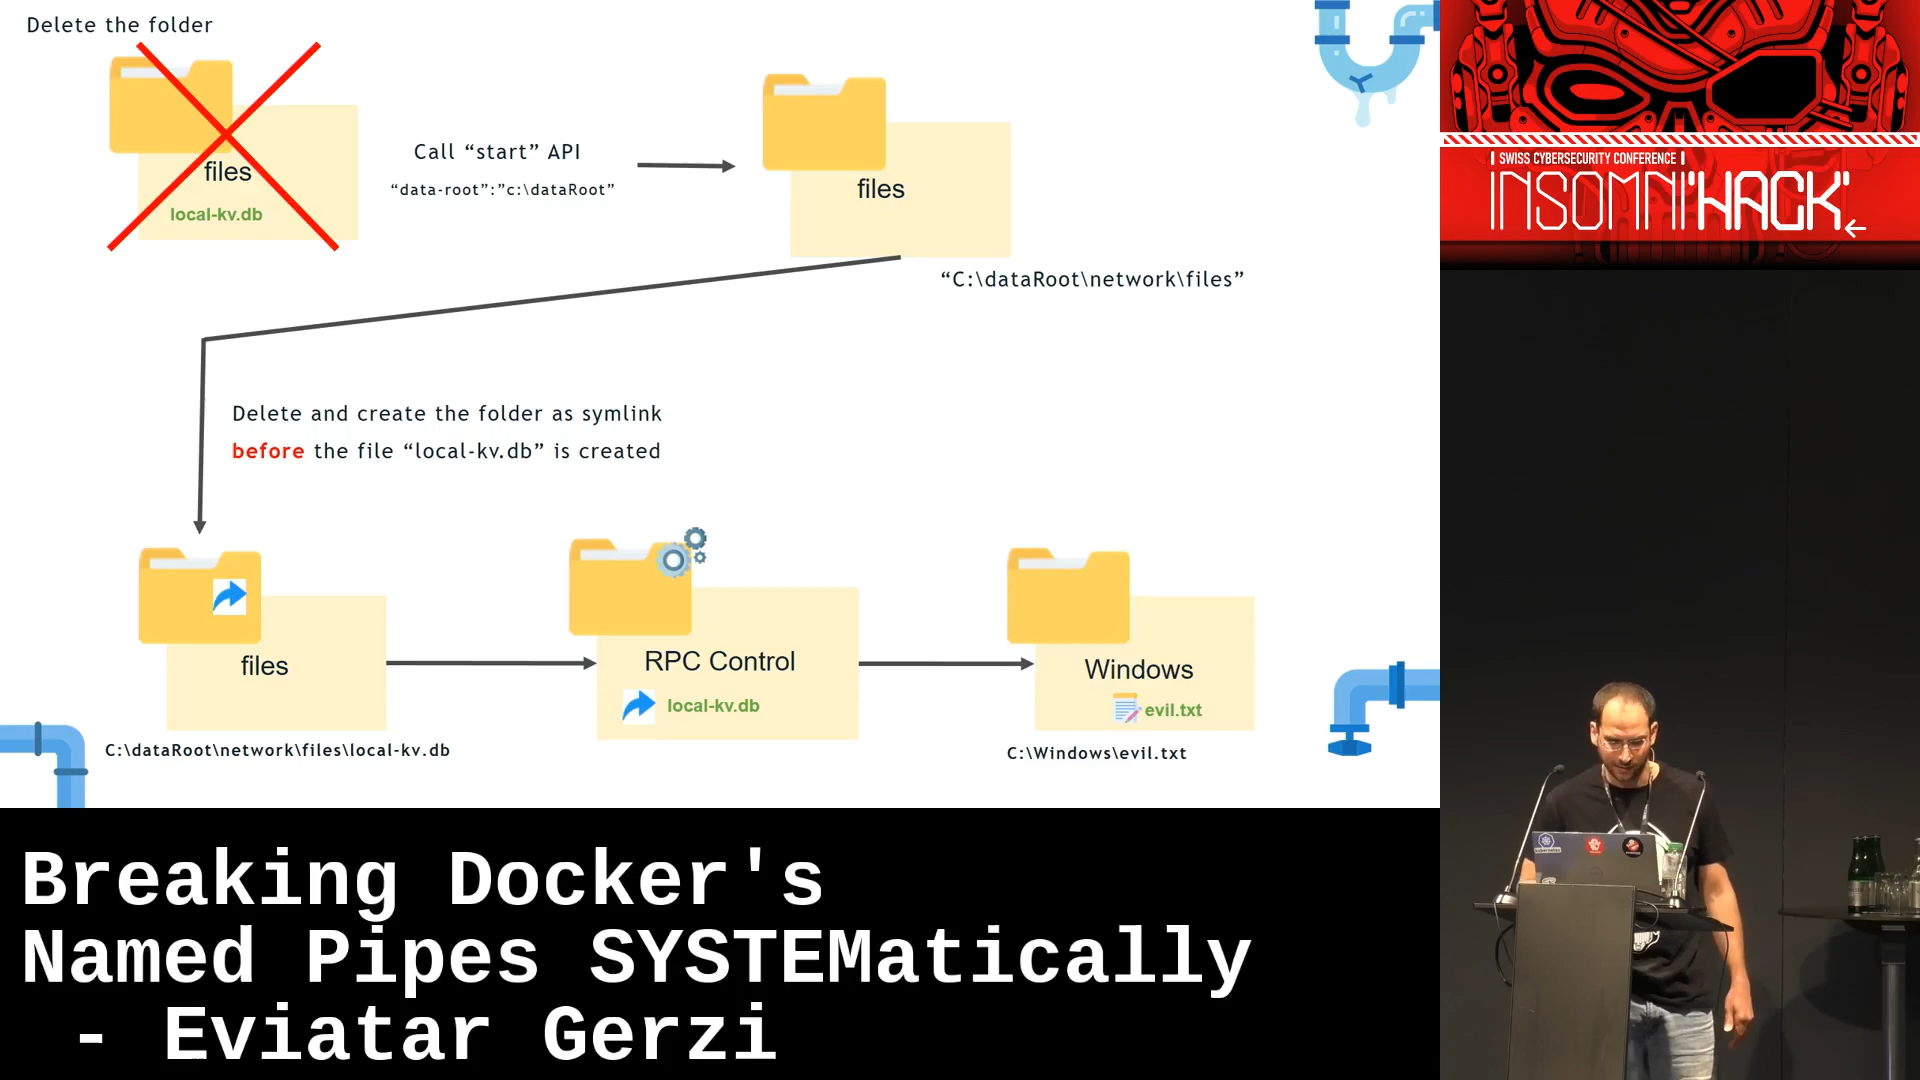 Delete the folder
files
local-kv.db
Call “start” API
“data-root”:”c:\dataRoot”
files
“C:\dataRoot\network\files”
Delete and create the folder as symlink
before the file “local-kv.db” is created
files
C:\dataRoot\network\files\local-kv.db
RPC Control
local-kv.db
Windows
evil.txt
C:\Windows\evil.txt
SWISS CYBERSECURITY CONFERENCE
INSOMNI'HACK
Breaking Docker's
Named Pipes SYSTEMatically
- Eviatar Gerzi